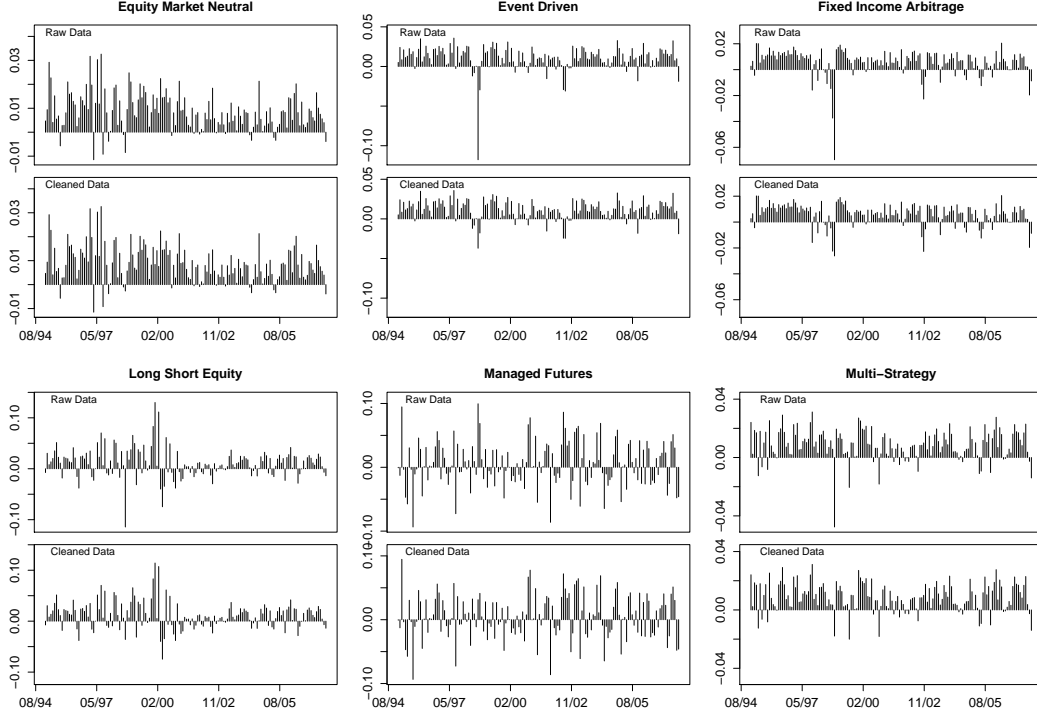 Equity Market Neutral
Event Driven
Fixed Income Arbitrage
Raw Data
Raw Data
Raw Data
0.03
0.01
−0.01
0.05
0.00
−0.10
0.02
−0.02
−0.06
Cleaned Data
Cleaned Data
Cleaned Data
0.03
0.01
−0.01
0.05
0.00
−0.10
0.02
−0.02
−0.06
08/94 05/97 02/00 11/02 08/05
08/94 05/97 02/00 11/02 08/05
08/94 05/97 02/00 11/02 08/05
Long Short Equity
Managed Futures
Multi−Strategy
Raw Data
Raw Data
Raw Data
0.10
0.00
−0.10
0.10
0.00
−0.10
0.04
0.00
−0.04
Cleaned Data
Cleaned Data
Cleaned Data
0.10
0.00
−0.10
0.10
0.00
−0.10
0.04
0.00
−0.04
08/94 05/97 02/00 11/02 08/05
08/94 05/97 02/00 11/02 08/05
08/94 05/97 02/00 11/02 08/05